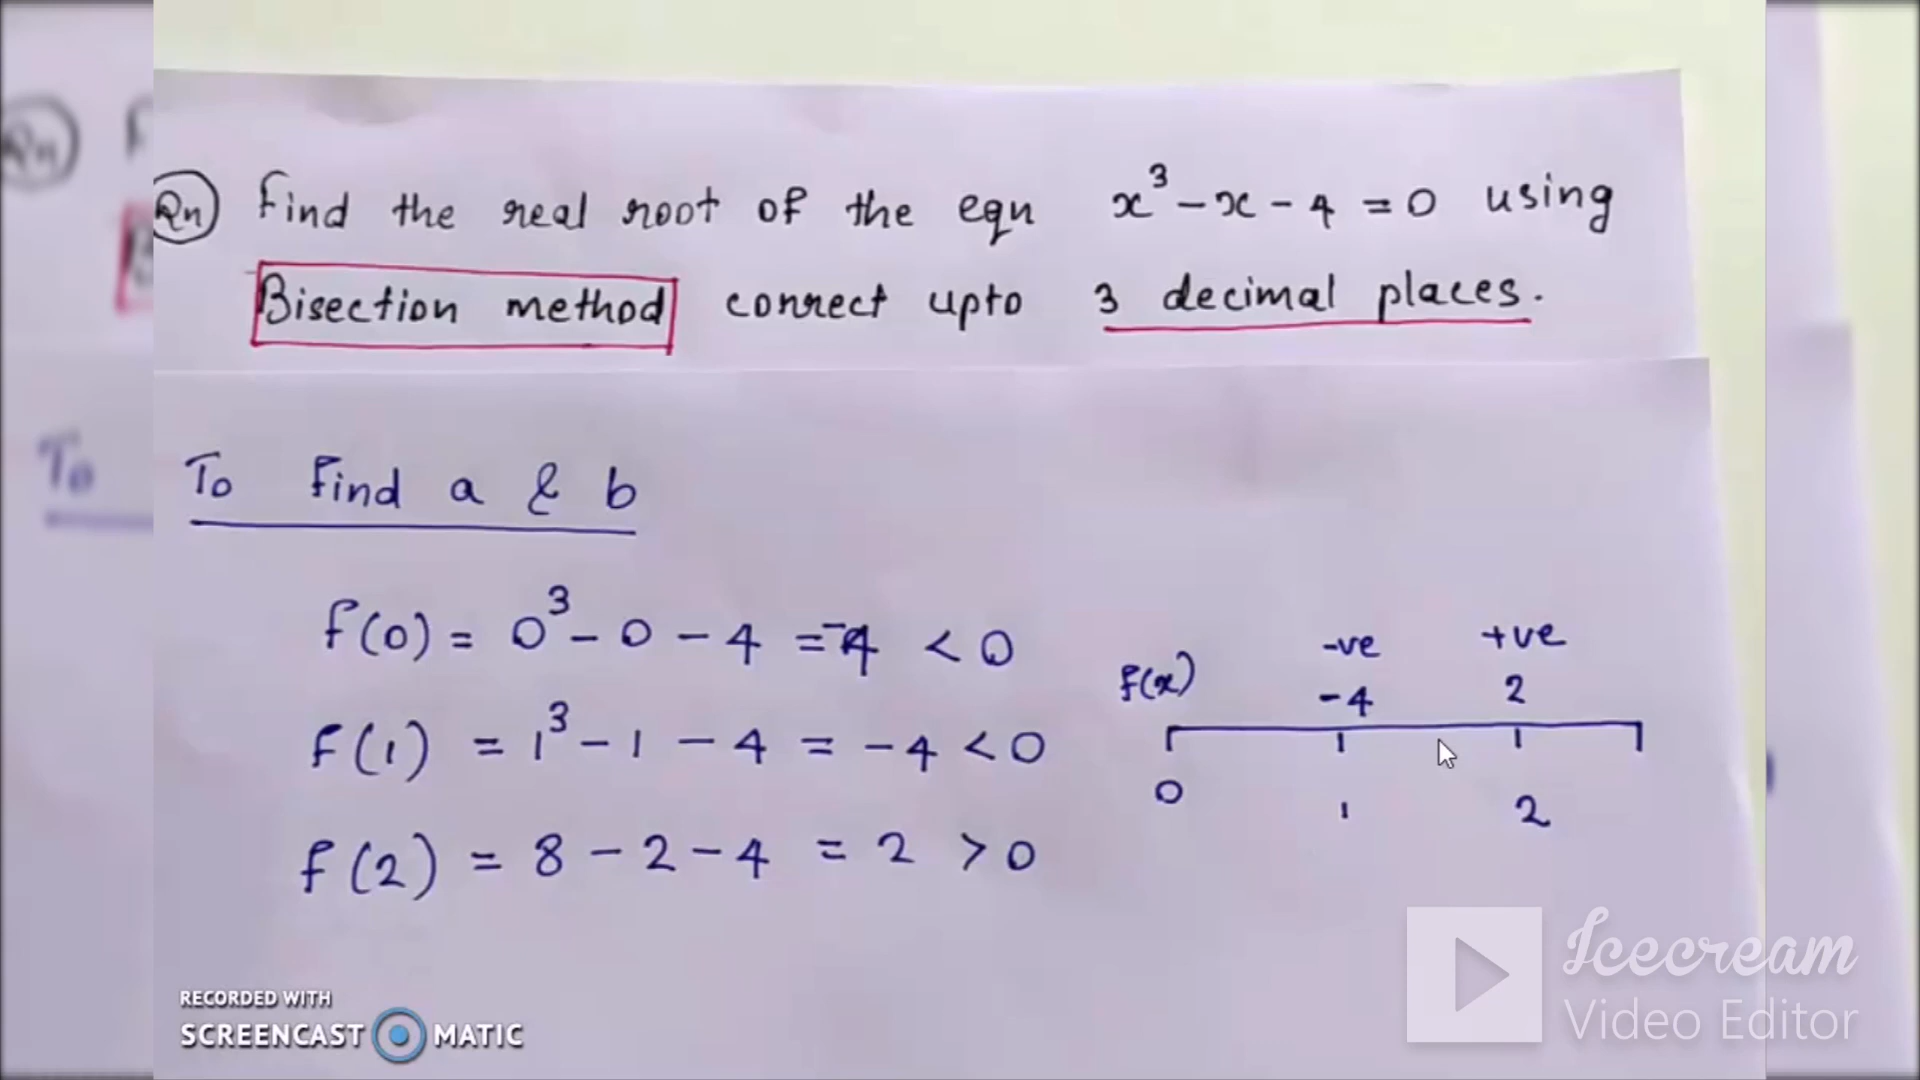 Qn Find the real root of the eqn x³ - x - 4 = 0 using
Bisection method correct upto 3 decimal places.
To Find a & b
f(0) = 0³ - 0 - 4 = -4 < 0
f(1) = 1³ - 1 - 4 = -4 < 0
f(2) = 8 - 2 - 4 = 2 > 0
-ve +ve
f(x) -4 2
0 1 2
RECORDED WITH
SCREENCAST MATIC
Icecream
Video Editor